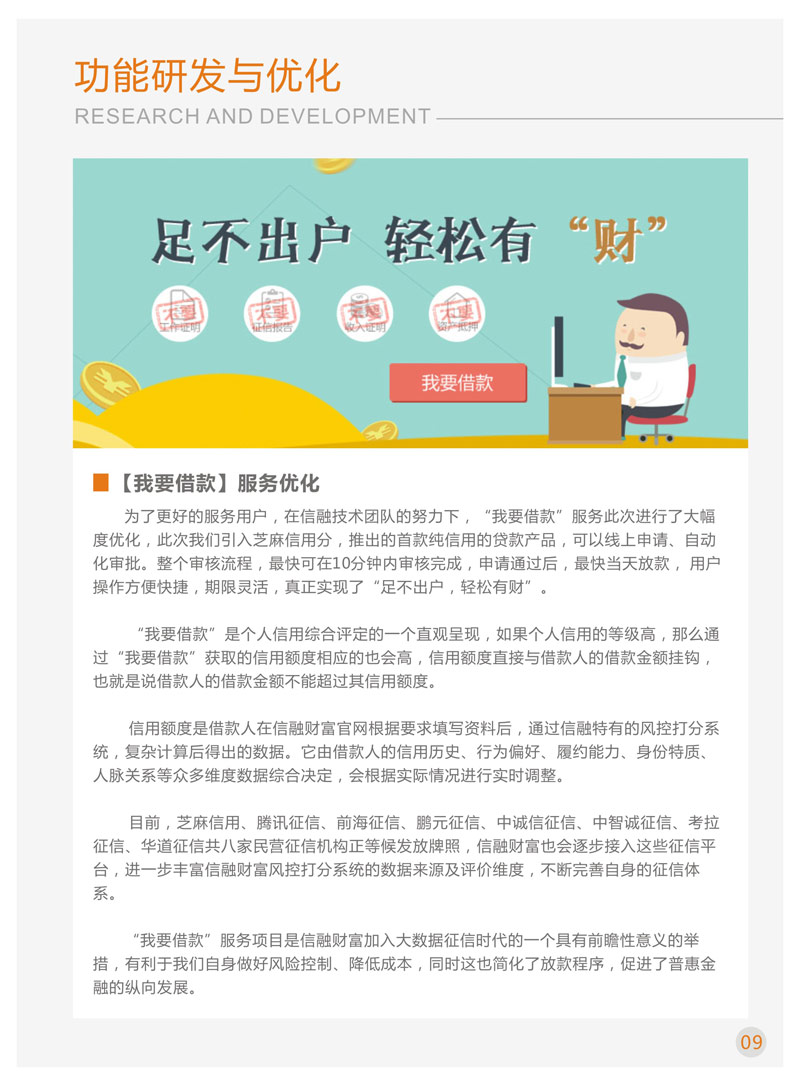 功能研发与优化
RESEARCH AND DEVELOPMENT
足不出户 轻松有“财”
不要 不要 不要 不要
工作证明 征信报告 收入证明 资产抵押
我要借款
【我要借款】服务优化
为了更好的服务用户，在信融技术团队的努力下，“我要借款”服务此次进行了大幅
度优化，此次我们引入芝麻信用分，推出的首款纯信用的贷款产品，可以线上申请、自动
化审批。整个审核流程，最快可在10分钟内审核完成，申请通过后，最快当天放款，用户
操作方便快捷，期限灵活，真正实现了“足不出户，轻松有财”。
“我要借款”是个人信用综合评定的一个直观呈现，如果个人信用的等级高，那么通
过“我要借款”获取的信用额度相应的也会高，信用额度直接与借款人的借款金额挂钩，
也就是说借款人的借款金额不能超过其信用额度。
信用额度是借款人在信融财富官网根据要求填写资料后，通过信融特有的风控打分系
统，复杂计算后得出的数据。它由借款人的信用历史、行为偏好、履约能力、身份特质、
人脉关系等众多维度数据综合决定，会根据实际情况进行实时调整。
目前，芝麻信用、腾讯征信、前海征信、鹏元征信、中诚信征信、中智诚征信、考拉
征信、华道征信共八家民营征信机构正等候发放牌照，信融财富也会逐步接入这些征信平
台，进一步丰富信融财富风控打分系统的数据来源及评价维度，不断完善自身的征信体
系。
“我要借款”服务项目是信融财富加入大数据征信时代的一个具有前瞻性意义的举
措，有利于我们自身做好风险控制、降低成本，同时这也简化了放款程序，促进了普惠金
融的纵向发展。
09